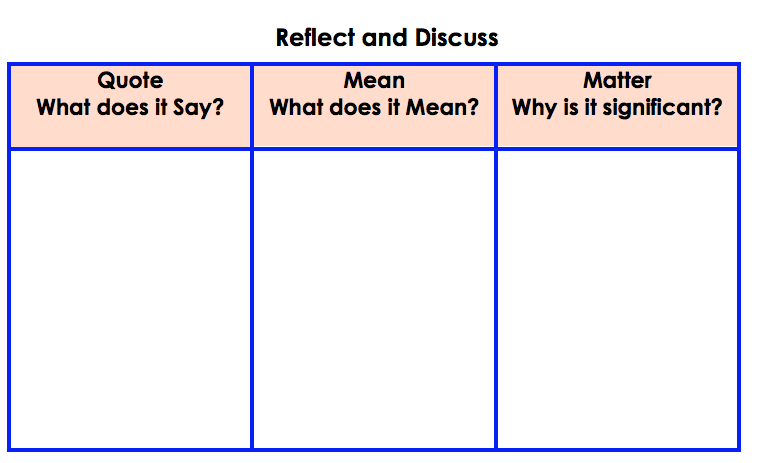 Reflect and Discuss
Quote
What does it Say?
Mean
What does it Mean?
Matter
Why is it significant?